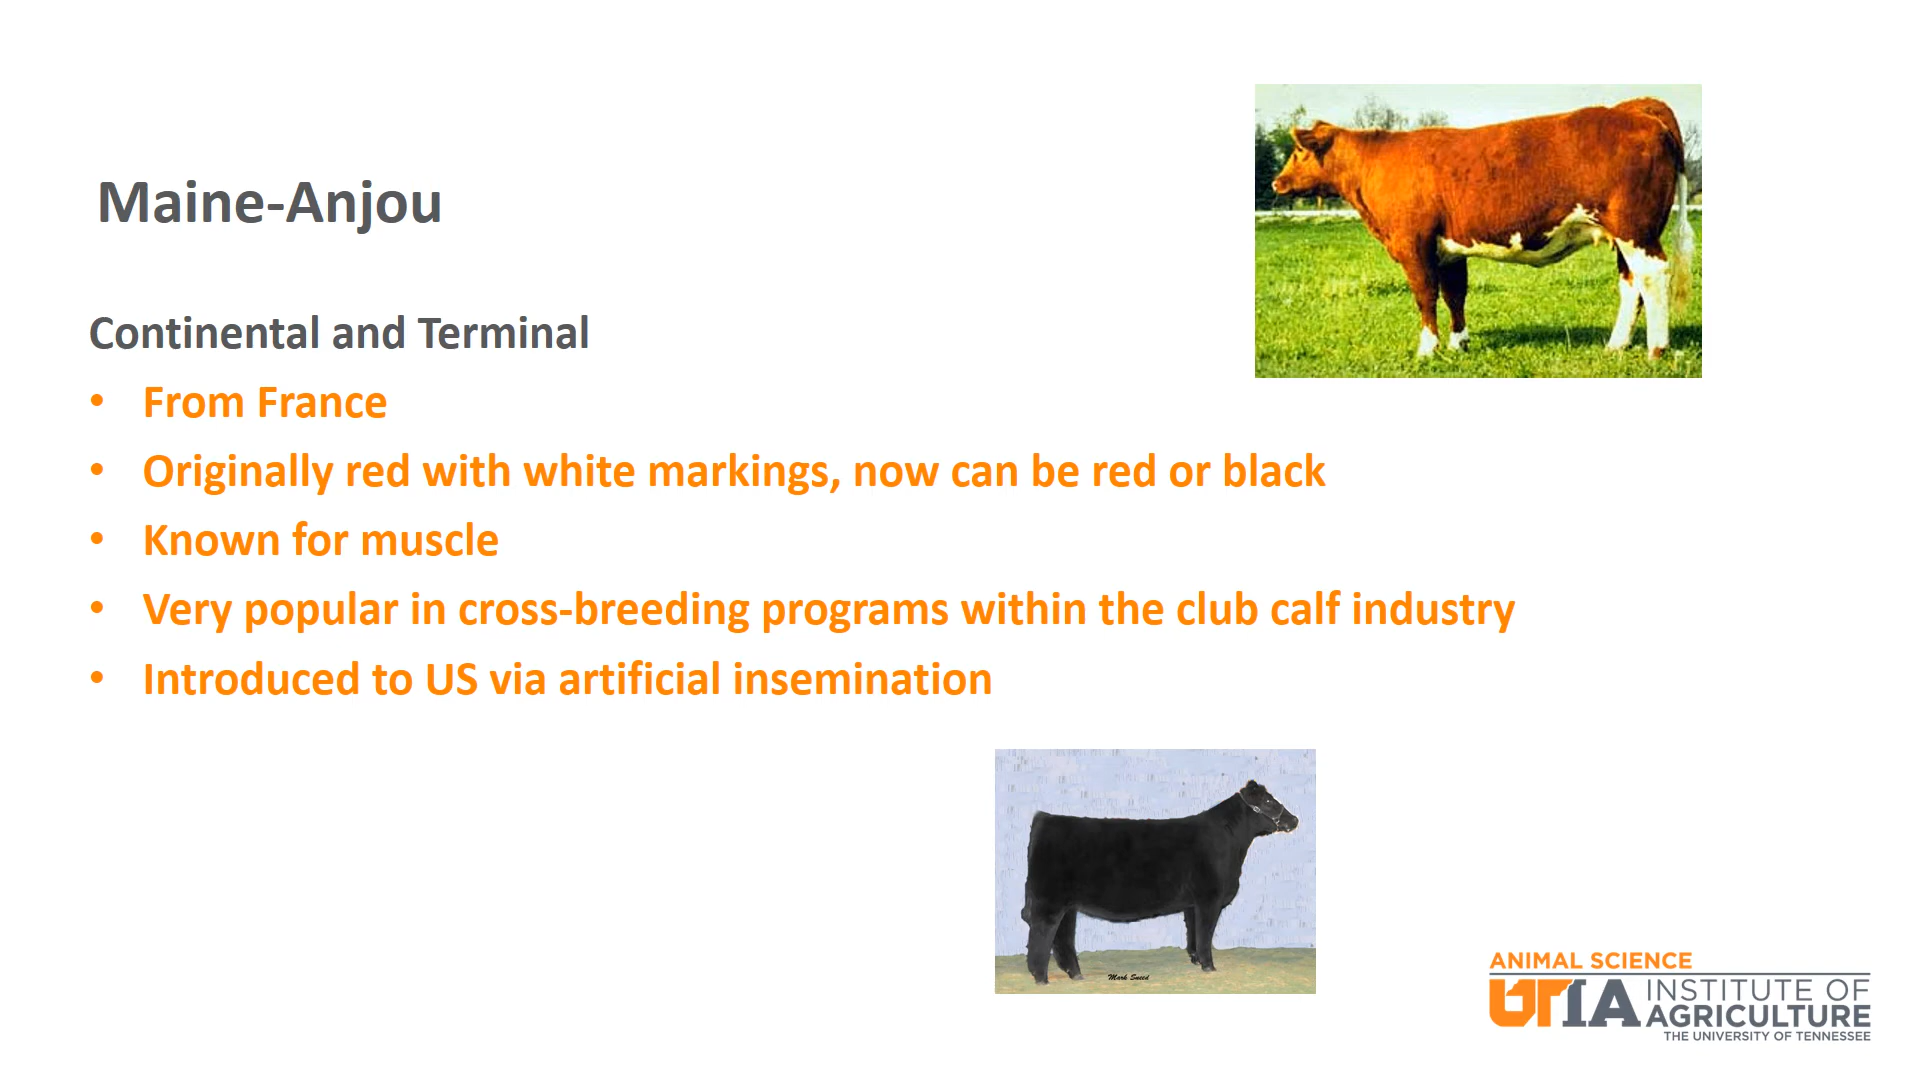 Maine-Anjou
Continental and Terminal
• From France
• Originally red with white markings, now can be red or black
• Known for muscle
• Very popular in cross-breeding programs within the club calf industry
• Introduced to US via artificial insemination
Mark Sneed
ANIMAL SCIENCE
UTIA INSTITUTE OF
AGRICULTURE
THE UNIVERSITY OF TENNESSEE